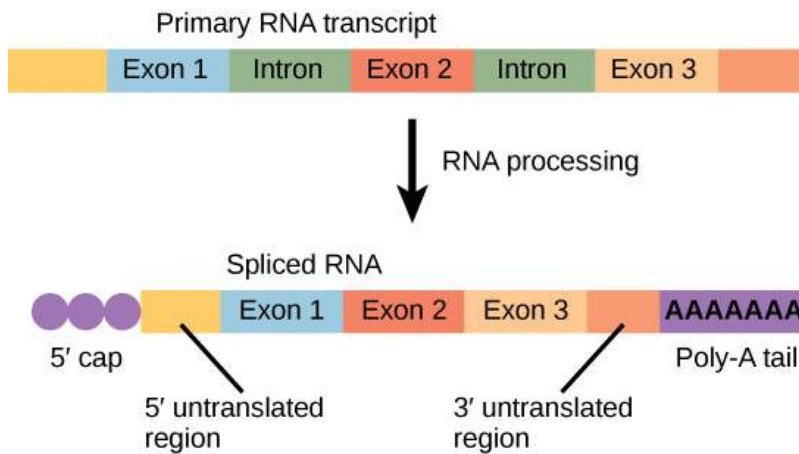 Primary RNA transcript
Exon 1 Intron Exon 2 Intron Exon 3
RNA processing
Spliced RNA
Exon 1 Exon 2 Exon 3 AAAAAAA
5′ cap Poly-A tail
5′ untranslated region
3′ untranslated region